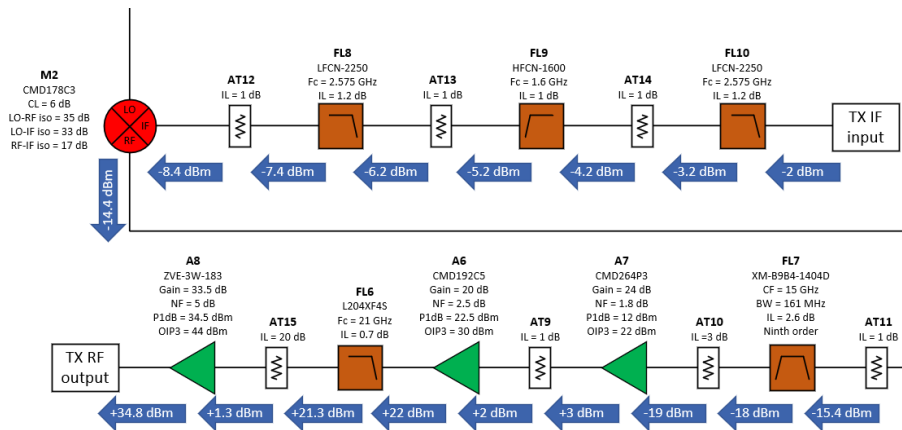 FL8
LFCN-2250
Fc = 2.575 GHz
IL = 1.2 dB
FL9
HFCN-1600
Fc = 1.6 GHz
IL = 1 dB
FL10
LFCN-2250
Fc = 2.575 GHz
IL = 1.2 dB
M2
CMD178C3
CL = 6 dB
LO-RF iso = 35 dB
LO-IF iso = 33 dB
RF-IF iso = 17 dB
LO
IF
RF
AT12
IL = 1 dB
AT13
IL = 1 dB
AT14
IL = 1 dB
TX IF
input
-14.4 dBm
-8.4 dBm
-7.4 dBm
-6.2 dBm
-5.2 dBm
-4.2 dBm
-3.2 dBm
-2 dBm
A8
ZVE-3W-183
Gain = 33.5 dB
NF = 5 dB
P1dB = 34.5 dBm
OIP3 = 44 dBm
FL6
L204XF4S
Fc = 21 GHz
IL = 0.7 dB
A6
CMD192C5
Gain = 20 dB
NF = 2.5 dB
P1dB = 22.5 dBm
OIP3 = 30 dBm
A7
CMD264P3
Gain = 24 dB
NF = 1.8 dB
P1dB = 12 dBm
OIP3 = 22 dBm
FL7
XM-B9B4-1404D
CF = 15 GHz
BW = 161 MHz
IL = 2.6 dB
Ninth order
AT15
IL = 20 dB
AT9
IL = 1 dB
AT10
IL =3 dB
AT11
IL = 1 dB
TX RF
output
+34.8 dBm
+1.3 dBm
+21.3 dBm
+22 dBm
+2 dBm
+3 dBm
-19 dBm
-18 dBm
-15.4 dBm